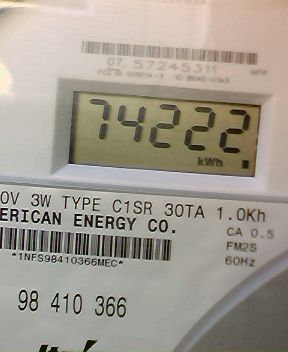 07 57245311
74222
kWh
0V 3W TYPE C1SR 30TA 1.0Kh
ERICAN ENERGY CO.
CA 0.5
FM2S
60Hz
*1NFS98410366MEC*
98 410 366